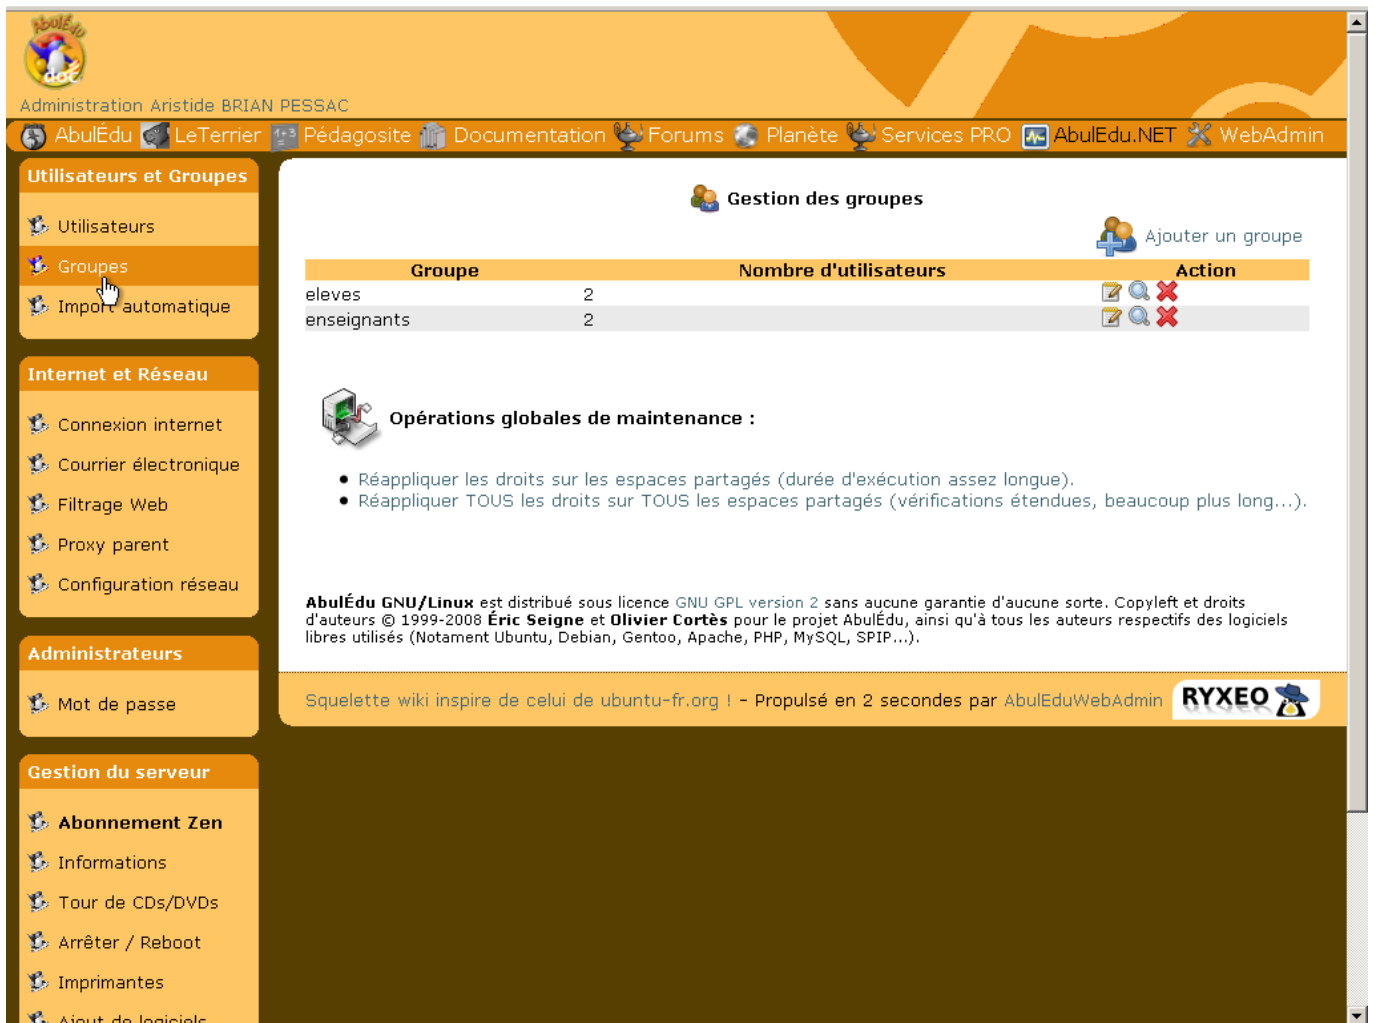 AbulÉdu
doc
Administration Aristide BRIAN PESSAC
AbulÉdu LeTerrier Pédagosite Documentation Forums Planète Services PRO AbulEdu.NET WebAdmin
Utilisateurs et Groupes
Utilisateurs
Groupes
Import automatique
Internet et Réseau
Connexion internet
Courrier électronique
Filtrage Web
Proxy parent
Configuration réseau
Administrateurs
Mot de passe
Gestion du serveur
Abonnement Zen
Informations
Tour de CDs/DVDs
Arrêter / Reboot
Imprimantes
Ajout de logiciels
Gestion des groupes
Ajouter un groupe
Groupe Nombre d'utilisateurs Action
eleves 2
enseignants 2
Opérations globales de maintenance :
Réappliquer les droits sur les espaces partagés (durée d'exécution assez longue).
Réappliquer TOUS les droits sur TOUS les espaces partagés (vérifications étendues, beaucoup plus long...).
AbulÉdu GNU/Linux est distribué sous licence GNU GPL version 2 sans aucune garantie d'aucune sorte. Copyleft et droits
d'auteurs © 1999-2008 Éric Seigne et Olivier Cortès pour le projet AbulÉdu, ainsi qu'à tous les auteurs respectifs des logiciels
libres utilisés (Notament Ubuntu, Debian, Gentoo, Apache, PHP, MySQL, SPIP...).
Squelette wiki inspire de celui de ubuntu-fr.org ! - Propulsé en 2 secondes par AbulEduWebAdmin RYXEO